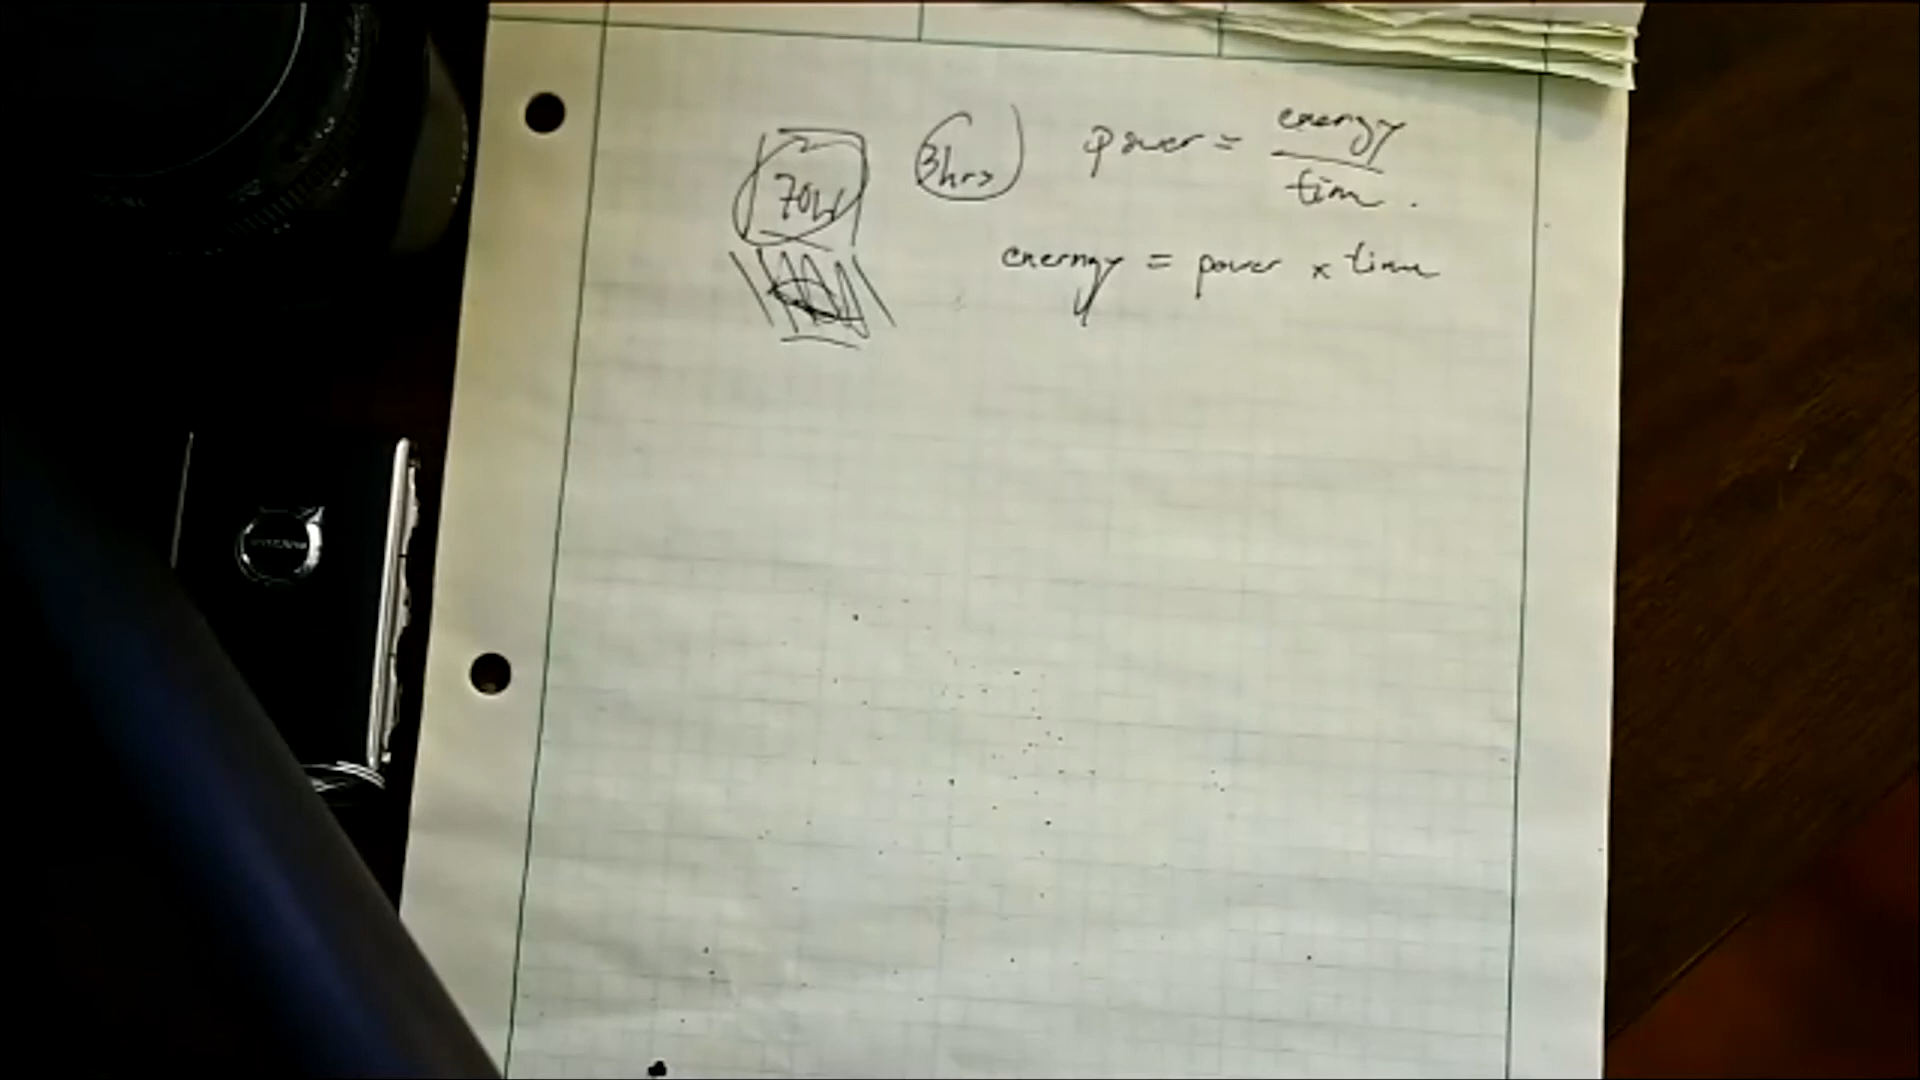 70W 3hrs power = energy / time.
energy = power x time